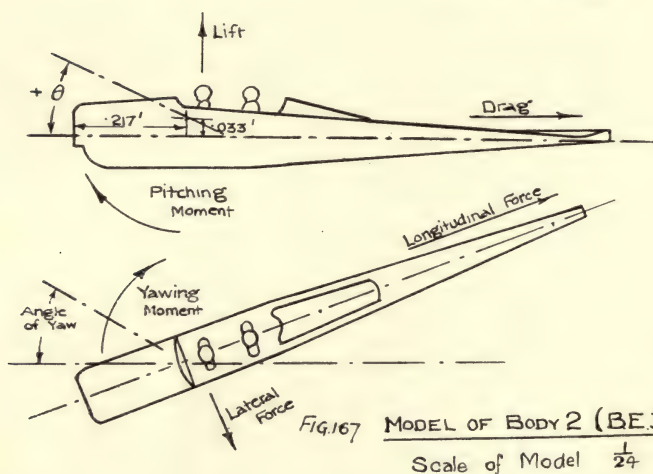 Lift
+ θ
·217'
·033'
Drag
Pitching
Moment
Longitudinal Force
Yawing
Moment
Angle
of Yaw
Lateral
Force
FIG.167
MODEL OF BODY 2 (B.E.
Scale of Model 1/24